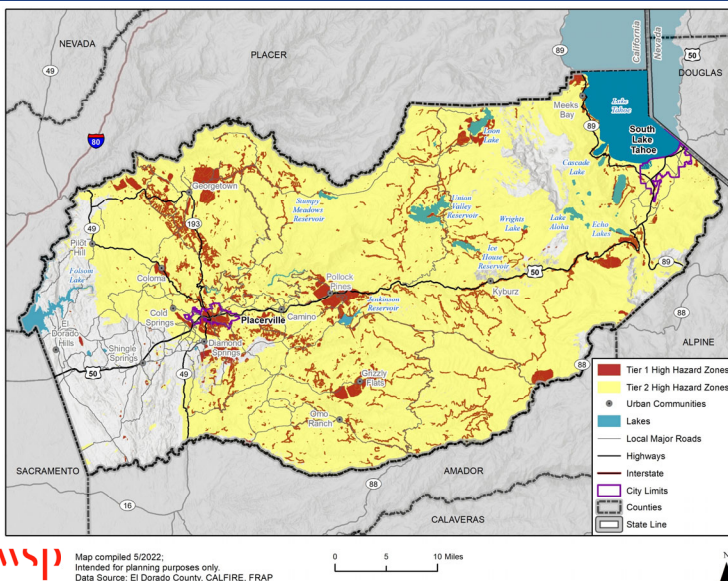 NEVADA
PLACER
DOUGLAS
California
Nevada
49
89
50
80
Meeks
Bay
Lake
Tahoe
89
South
Lake
Tahoe
Loon
Lake
Cascade
Lake
Georgetown
Stumpy
Meadows
Reservoir
Union
Valley
Reservoir
Wrights
Lake
Lake
Aloha
Echo
Lakes
49
193
Pilot
Hill
Ice
House
Reservoir
50
89
Folsom
Lake
Coloma
Pollock
Pines
Kyburz
Jenkinson
Reservoir
88
Cold
Springs
Placerville
Camino
El
Dorado
Hills
Shingle
Springs
Diamond
Springs
ALPINE
50
49
88
Grizzly
Flats
Omo
Ranch
SACRAMENTO
AMADOR
88
16
CALAVERAS
Tier 1 High Hazard Zones
Tier 2 High Hazard Zones
Urban Communities
Lakes
Local Major Roads
Highways
Interstate
City Limits
Counties
State Line
wsp
Map compiled 5/2022;
Intended for planning purposes only.
Data Source: El Dorado County, CALFIRE, FRAP
0 5 10 Miles
N